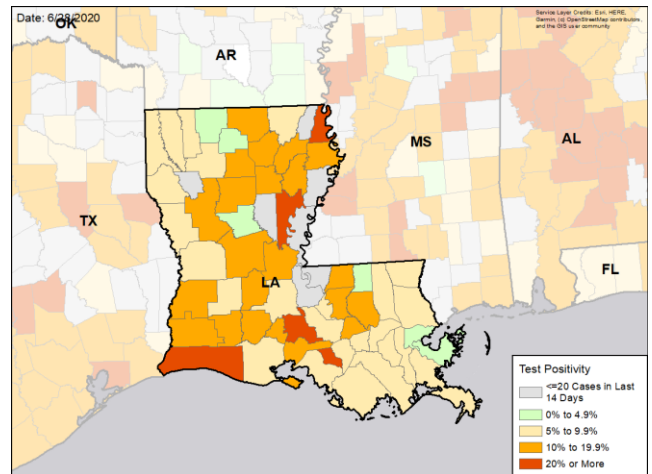 Date: 6/28/2020
Service Layer Credits: Esri, HERE,
Garmin, (c) OpenStreetMap contributors,
and the GIS user community
OK
AR
MS
AL
TX
LA
FL
Test Positivity
<=20 Cases in Last
14 Days
0% to 4.9%
5% to 9.9%
10% to 19.9%
20% or More